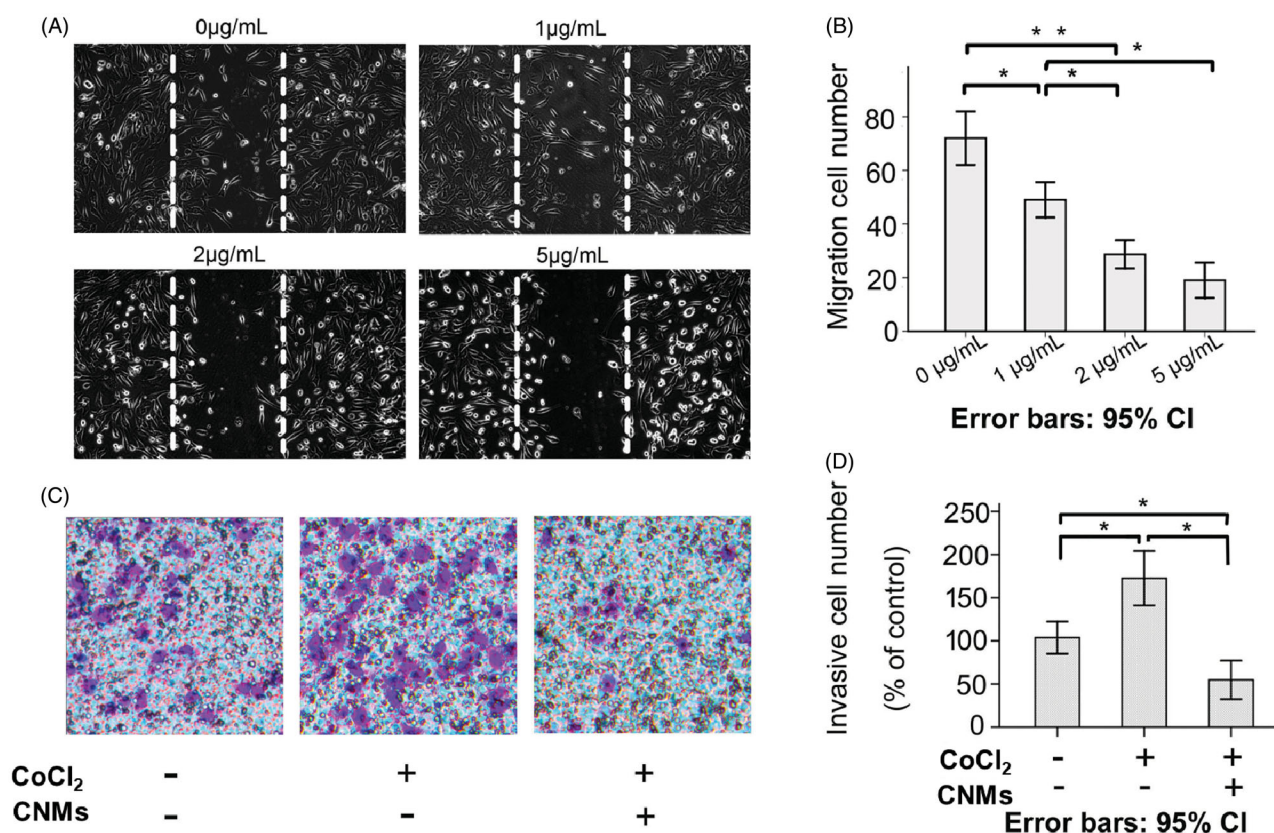 (A)
0μg/mL
1μg/mL
2μg/mL
5μg/mL
(B)
* *
*
* *
Migration cell number
80
60
40
20
0
0 μg/mL
1 μg/mL
2 μg/mL
5 μg/mL
Error bars: 95% CI
(C)
CoCl₂ - + +
CNMs - - +
(D)
Invasive cell number
(% of control)
*
* *
250
200
150
100
50
0
CoCl₂ - + +
CNMs - - +
Error bars: 95% CI